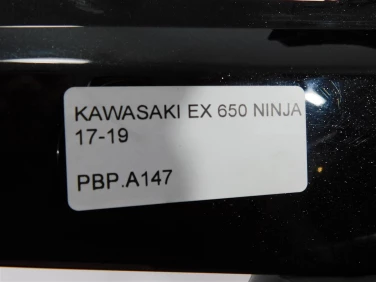 KAWASAKI EX 650 NINJA
17-19
PBP.A147